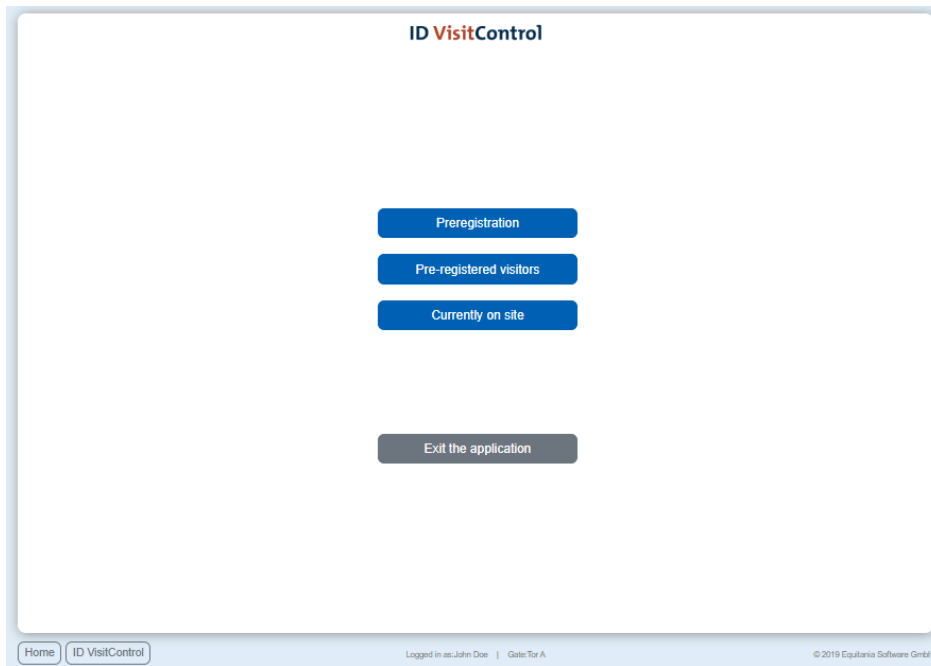 ID VisitControl
Preregistration
Pre-registered visitors
Currently on site
Exit the application
Home ID VisitControl Logged in as:John Doe | Gate:Tor A © 2019 Equitania Software GmbH